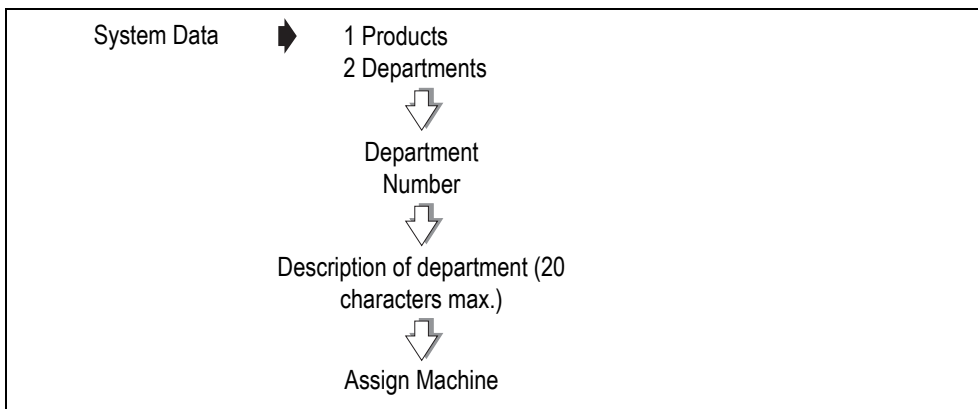 System Data
1 Products
2 Departments
Department
Number
Description of department (20
characters max.)
Assign Machine